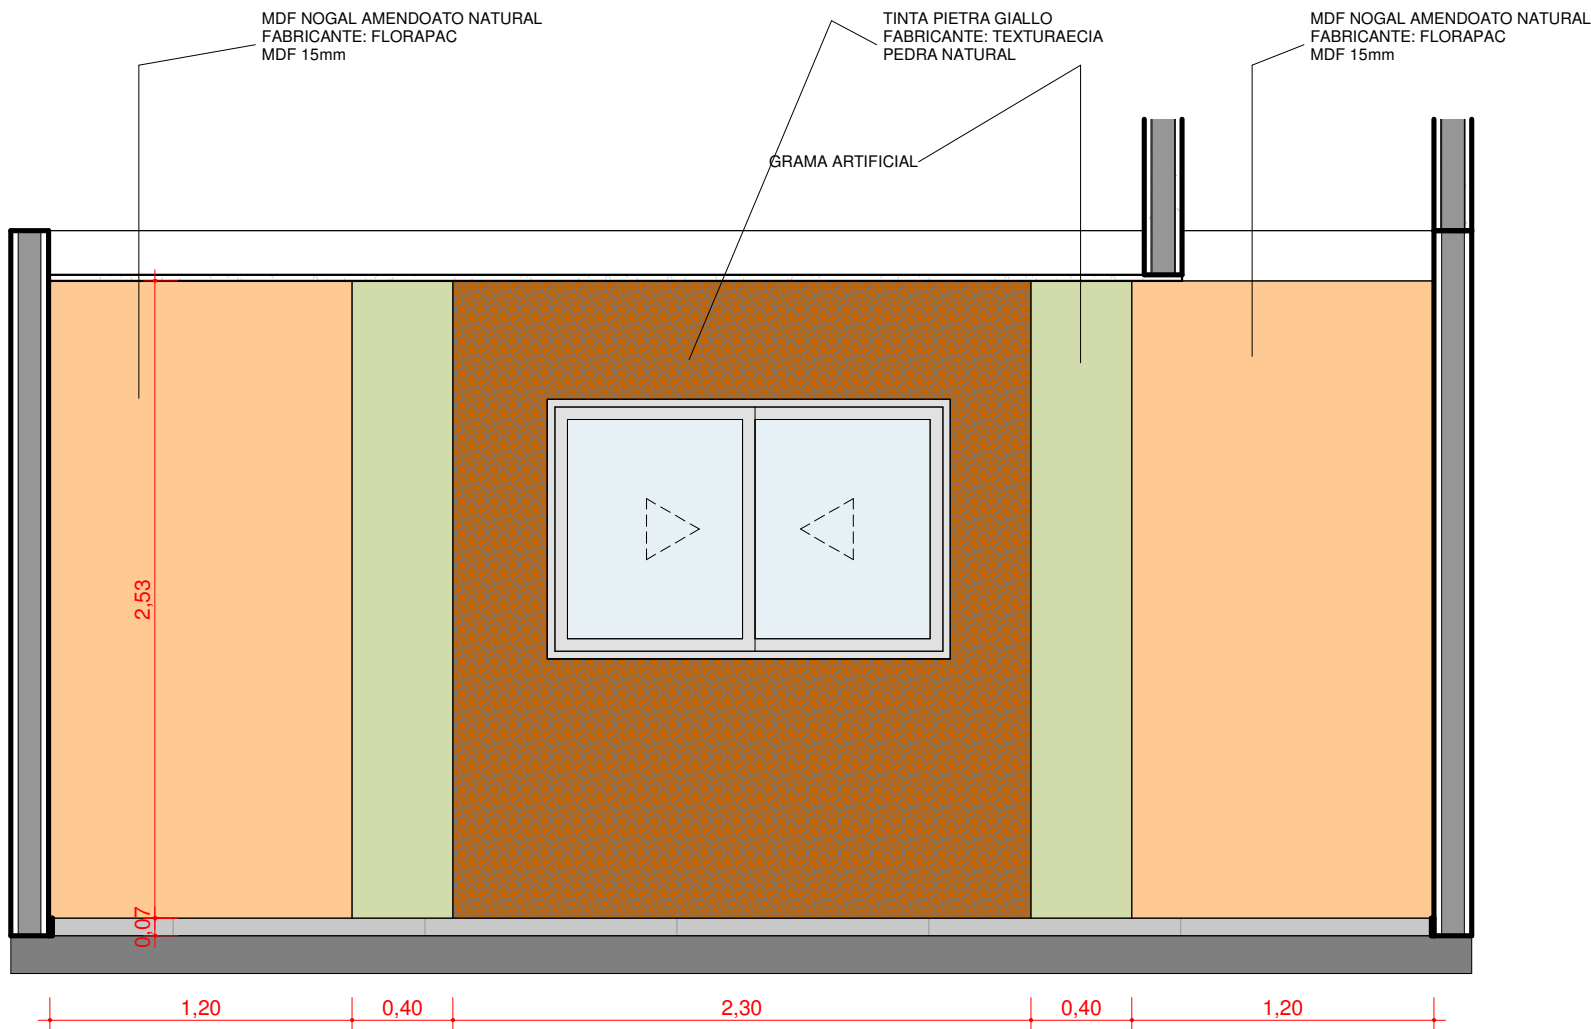 MDF NOGAL AMENDOATO NATURAL
FABRICANTE: FLORAPAC
MDF 15mm
TINTA PIETRA GIALLO
FABRICANTE: TEXTURAECIA
PEDRA NATURAL
MDF NOGAL AMENDOATO NATURAL
FABRICANTE: FLORAPAC
MDF 15mm
GRAMA ARTIFICIAL
2,53
0,07
1,20
0,40
2,30
0,40
1,20